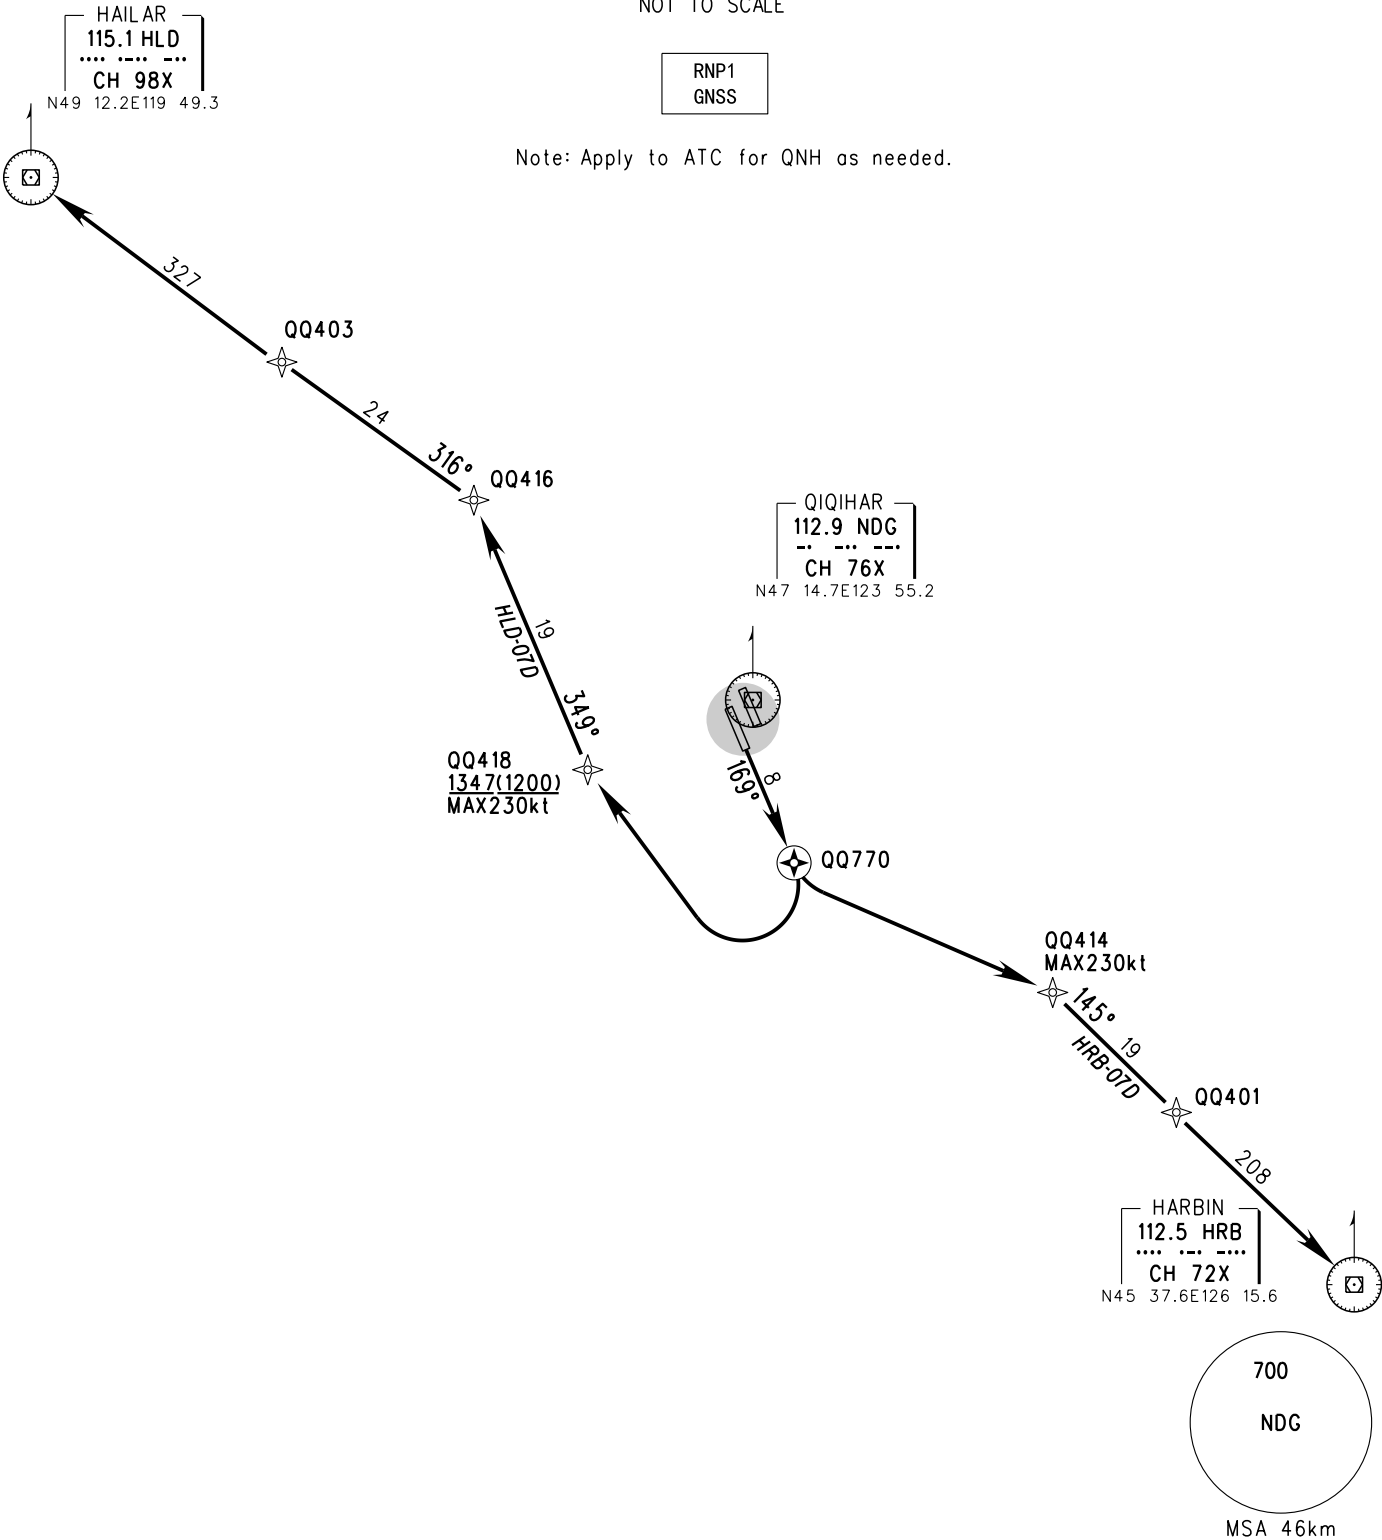 NOT TO SCALE
HAILAR
115.1 HLD
CH 98X
N49 12.2E119 49.3
RNP1
GNSS
Note: Apply to ATC for QNH as needed.
327
QQ403
24
316°
QQ416
QIQIHAR
112.9 NDG
CH 76X
N47 14.7E123 55.2
19
HLD-07D
349°
QQ418
1347(1200)
MAX230kt
8
169°
QQ770
QQ414
MAX230kt
145°
19
HRB-07D
QQ401
208
HARBIN
112.5 HRB
CH 72X
N45 37.6E126 15.6
700
NDG
MSA 46km